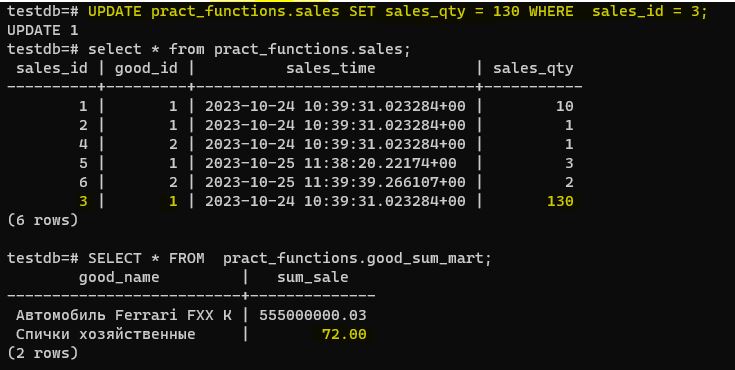 testdb=# UPDATE pract_functions.sales SET sales_qty = 130 WHERE  sales_id = 3;
UPDATE 1
testdb=# select * from pract_functions.sales;
 sales_id | good_id |          sales_time           | sales_qty
----------+---------+-------------------------------+-----------
        1 |       1 | 2023-10-24 10:39:31.023284+00 |        10
        2 |       1 | 2023-10-24 10:39:31.023284+00 |         1
        4 |       2 | 2023-10-24 10:39:31.023284+00 |         1
        5 |       1 | 2023-10-25 11:38:20.22174+00  |         3
        6 |       2 | 2023-10-25 11:39:39.266107+00 |         2
        3 |       1 | 2023-10-24 10:39:31.023284+00 |       130
(6 rows)
testdb=# SELECT * FROM  pract_functions.good_sum_mart;
        good_name         |   sum_sale
--------------------------+--------------
 Автомобиль Ferrari FXX K | 555000000.03
 Спички хозяйственные     |        72.00
(2 rows)